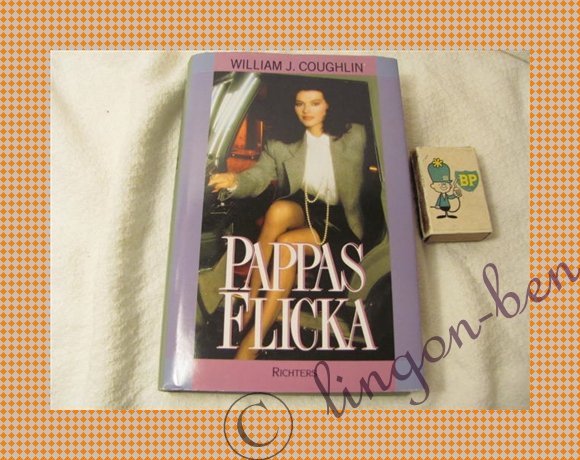 WILLIAM J. COUGHLIN
PAPPAS
FLICKA
RICHTERS
BP
© lingon-ben